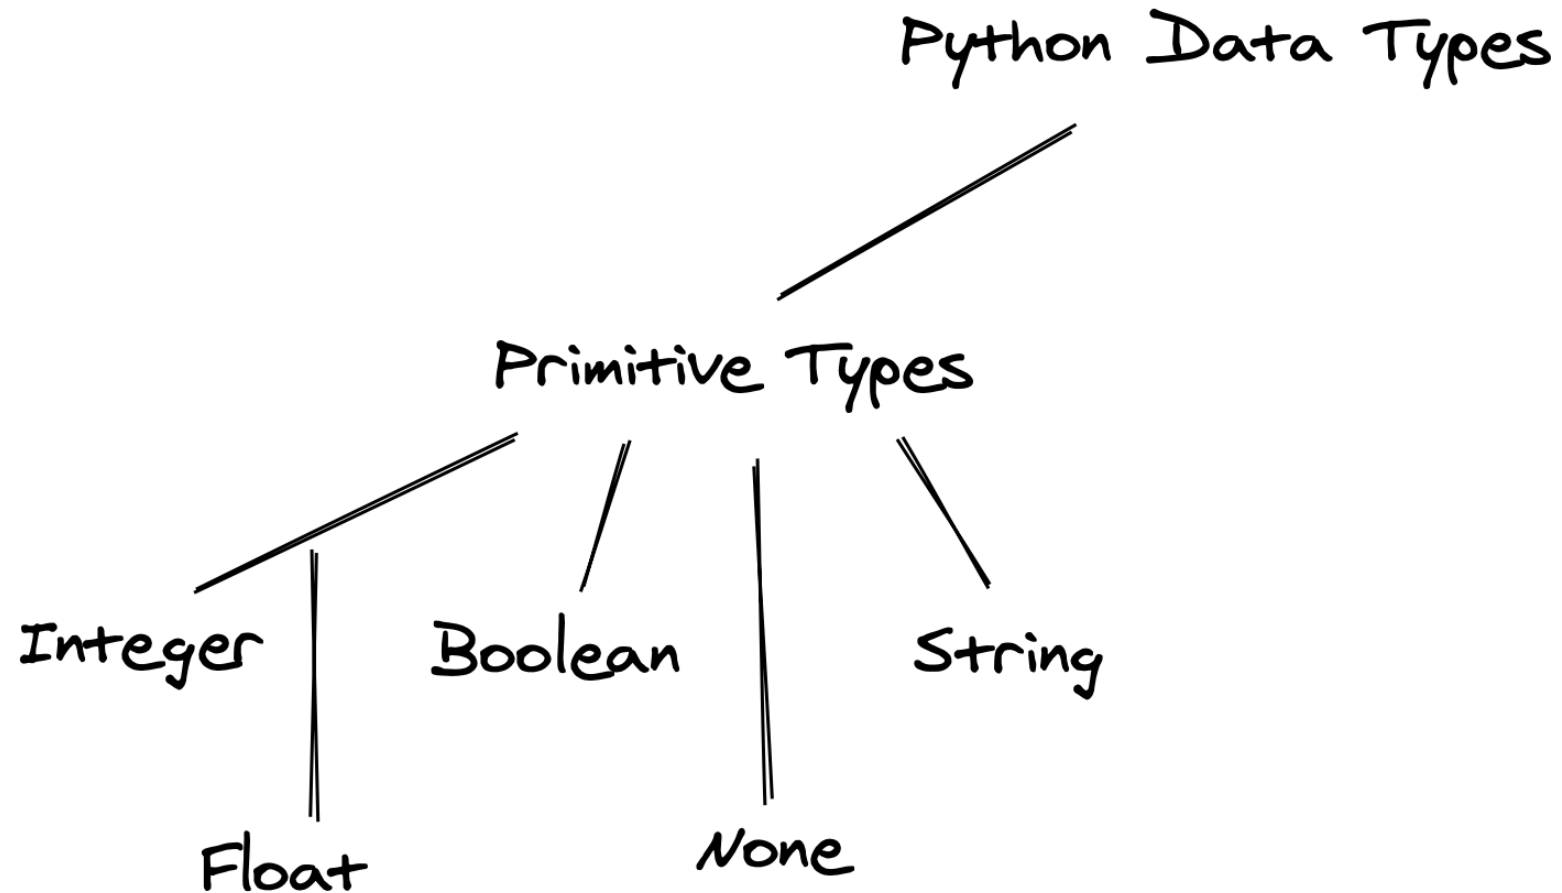 Python Data Types
Primitive Types
Integer
Boolean
String
Float
None